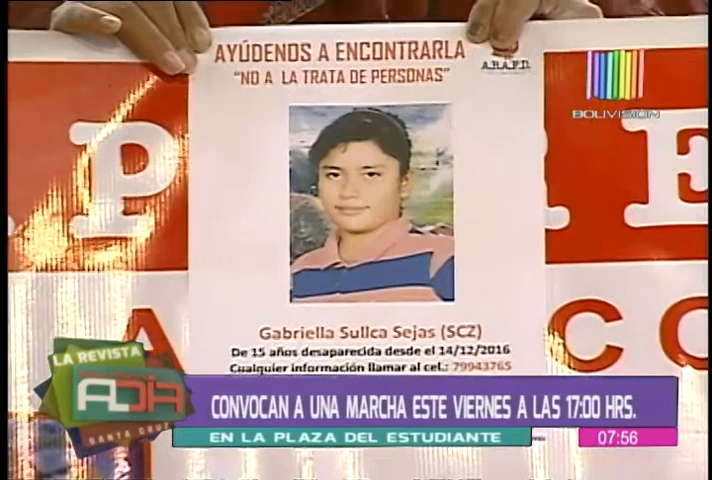 AYÚDENOS A ENCONTRARLA
"NO A LA TRATA DE PERSONAS"
A.R.A.F.D.
BOLIVISION
P
E
A
CO
Gabriella Sullca Sejas (SCZ)
De 15 años desaparecida desde el 14/12/2016
Cualquier información llamar al cel.: 79943765
LA REVISTA
AL DÍA
SANTA CRUZ
CONVOCAN A UNA MARCHA ESTE VIERNES A LAS 17:00 HRS.
EN LA PLAZA DEL ESTUDIANTE
07:56